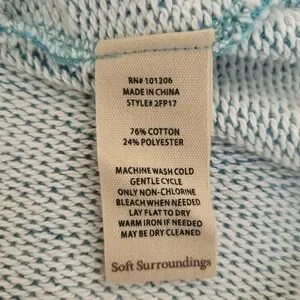 RN# 101206
MADE IN CHINA
STYLE# 2FP17
76% COTTON
24% POLYESTER
MACHINE WASH COLD
GENTLE CYCLE
ONLY NON-CHLORINE
BLEACH WHEN NEEDED
LAY FLAT TO DRY
WARM IRON IF NEEDED
MAY BE DRY CLEANED
Soft Surroundings